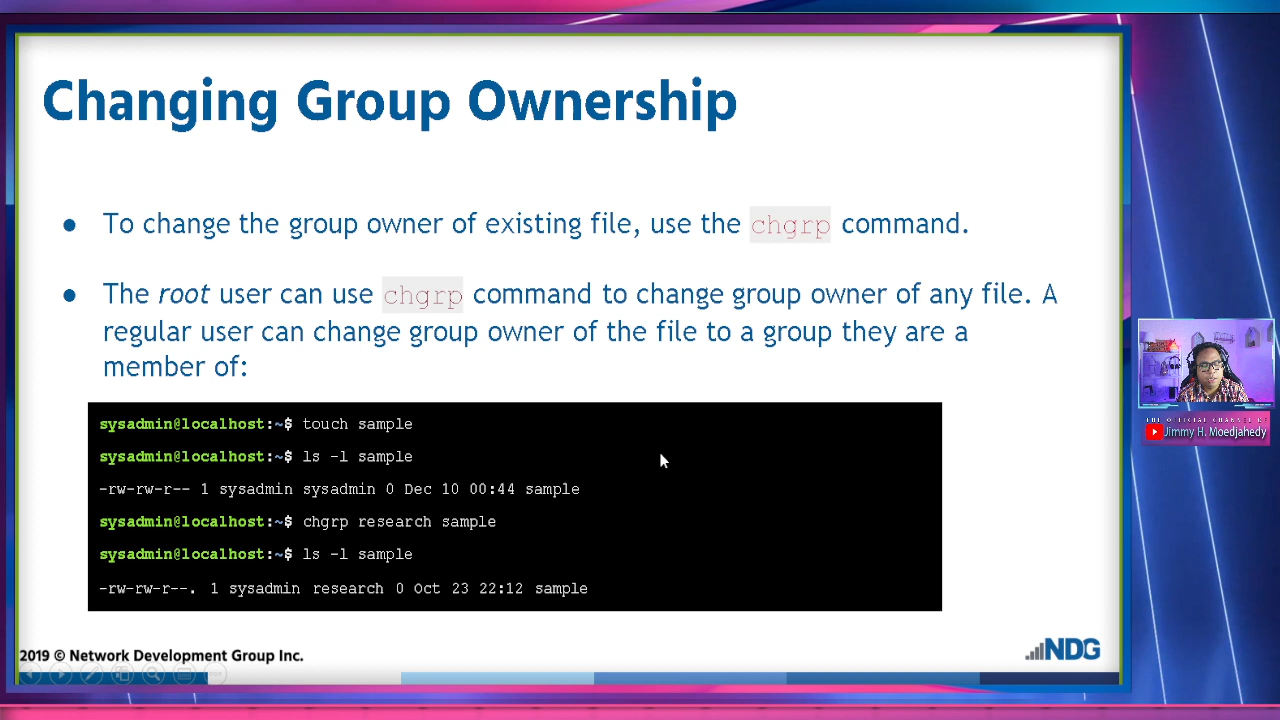 Changing Group Ownership
● To change the group owner of existing file, use the chgrp command.
● The root user can use chgrp command to change group owner of any file. A
regular user can change group owner of the file to a group they are a
member of:
sysadmin@localhost:~$ touch sample
sysadmin@localhost:~$ ls -l sample
-rw-rw-r-- 1 sysadmin sysadmin 0 Dec 10 00:44 sample
sysadmin@localhost:~$ chgrp research sample
sysadmin@localhost:~$ ls -l sample
-rw-rw-r--. 1 sysadmin research 0 Oct 23 22:12 sample
THE OFFICIAL CHANNEL OF
Jimmy H. Moedjahedy
2019 © Network Development Group Inc.
NDG